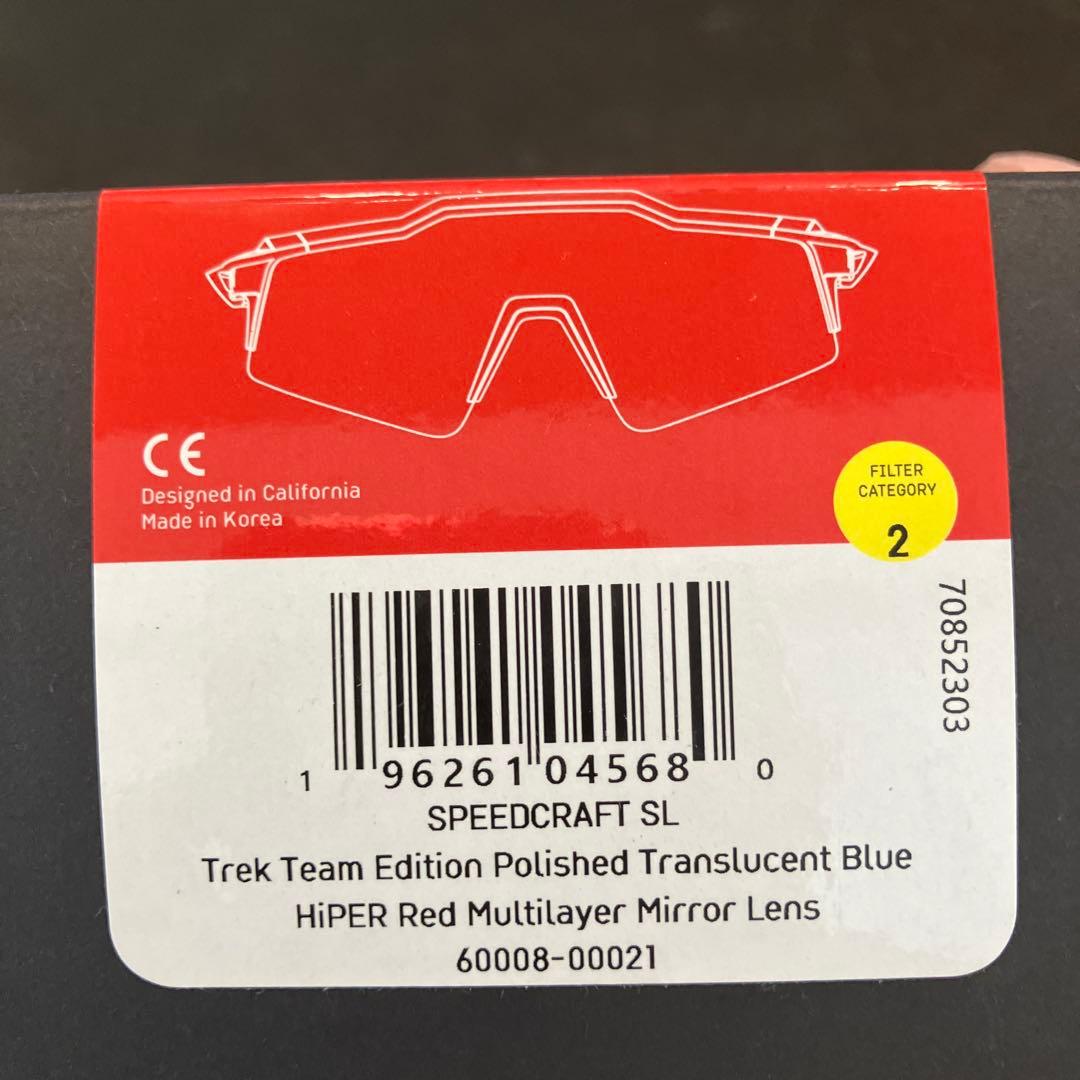 CE
Designed in California
Made in Korea
FILTER
CATEGORY
2
70852303
1 96261 04568 0
SPEEDCRAFT SL
Trek Team Edition Polished Translucent Blue
HiPER Red Multilayer Mirror Lens
60008-00021